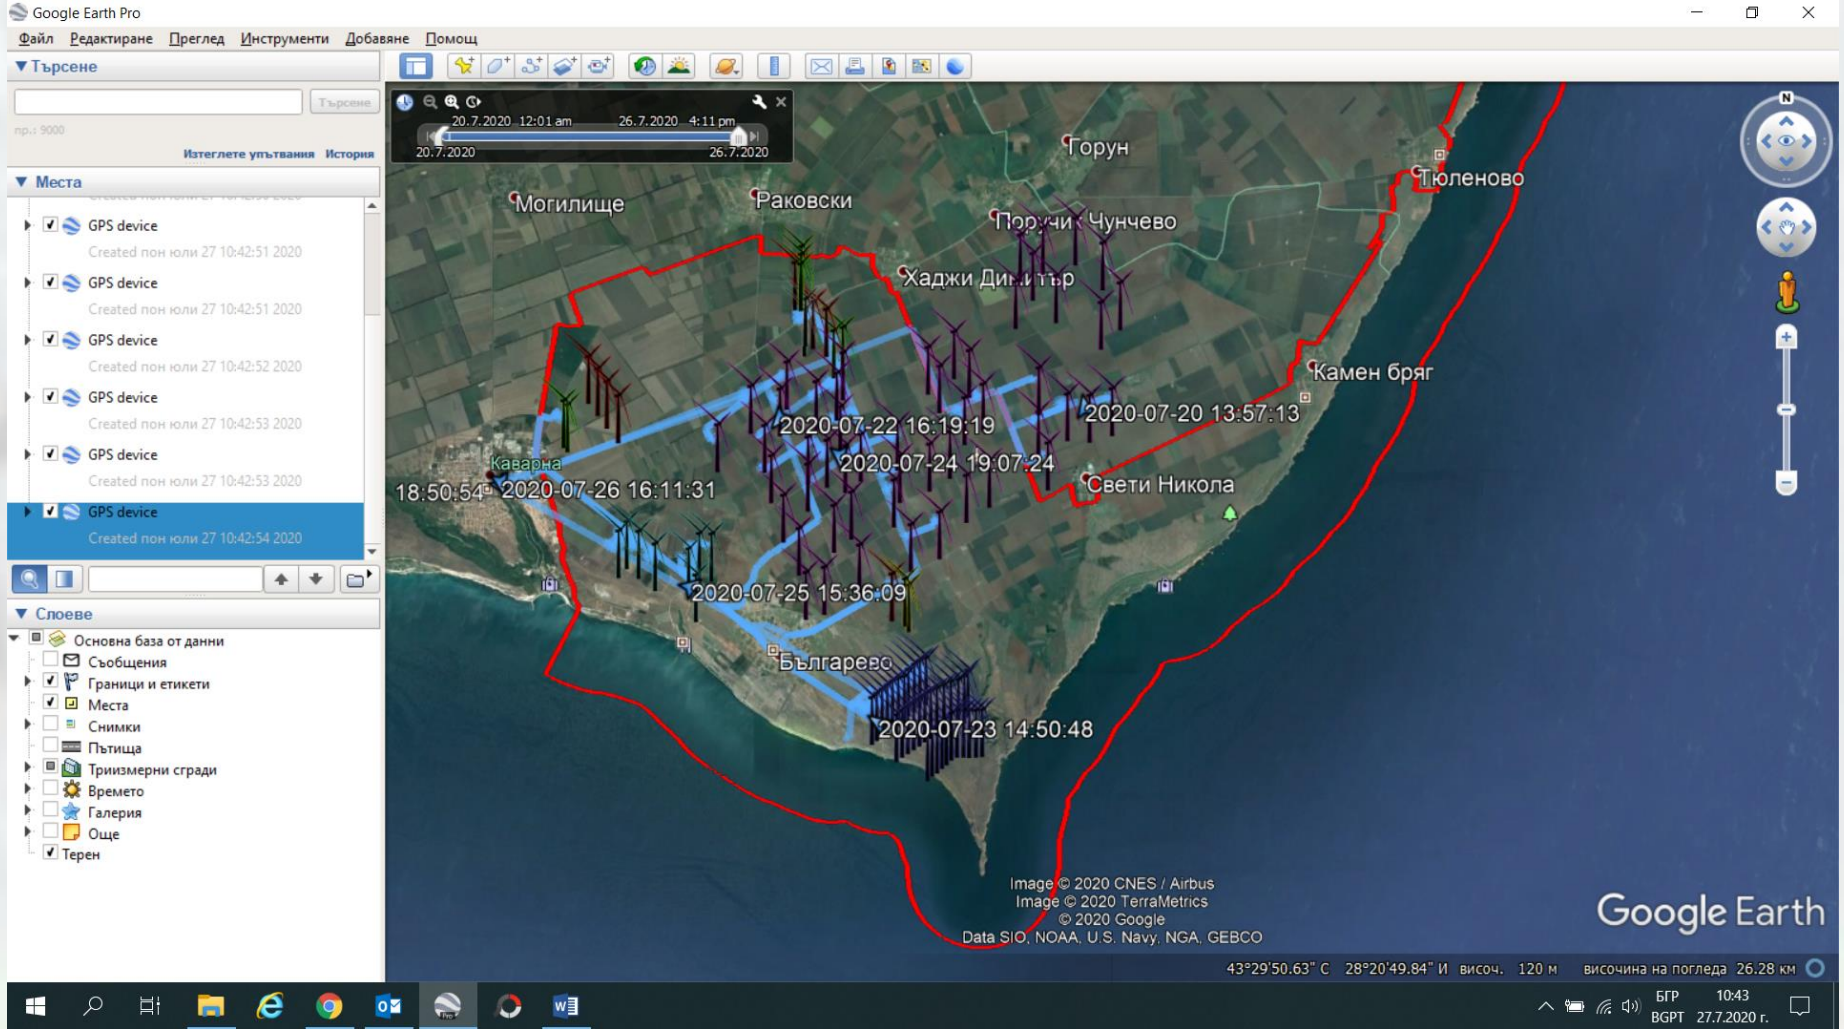 Google Earth Pro
Файл Редактиране Преглед Инструменти Добавяне Помощ
Търсене
Търсене
пр.: 9000
Изтеглете упътвания История
Места
GPS device
Created пон юли 27 10:42:51 2020
GPS device
Created пон юли 27 10:42:51 2020
GPS device
Created пон юли 27 10:42:52 2020
GPS device
Created пон юли 27 10:42:53 2020
GPS device
Created пон юли 27 10:42:53 2020
GPS device
Created пон юли 27 10:42:54 2020
Слоеве
Основна база от данни
Съобщения
Граници и етикети
Места
Снимки
Пътища
Триизмерни сгради
Времето
Галерия
Още
Терен
20.7.2020 12:01 am 26.7.2020 4:11 pm
20.7.2020 26.7.2020
N
Горун
Тюленово
Могилище
Раковски
Поручик Чунчево
Хаджи Димитър
Камен бряг
2020-07-20 13:57:13
2020-07-22 16:19:19
2020-07-24 19:07:24
Каварна
Свети Никола
18:50:54 2020-07-26 16:11:31
2020-07-25 15:36:09
Българево
2020-07-23 14:50:48
Image © 2020 CNES / Airbus
Image © 2020 TerraMetrics
© 2020 Google
Data SIO, NOAA, U.S. Navy, NGA, GEBCO
Google Earth
43°29'50.63" С 28°20'49.84" И височ. 120 м височина на погледа 26.28 км
БГР 10:43
BGPT 27.7.2020 г.